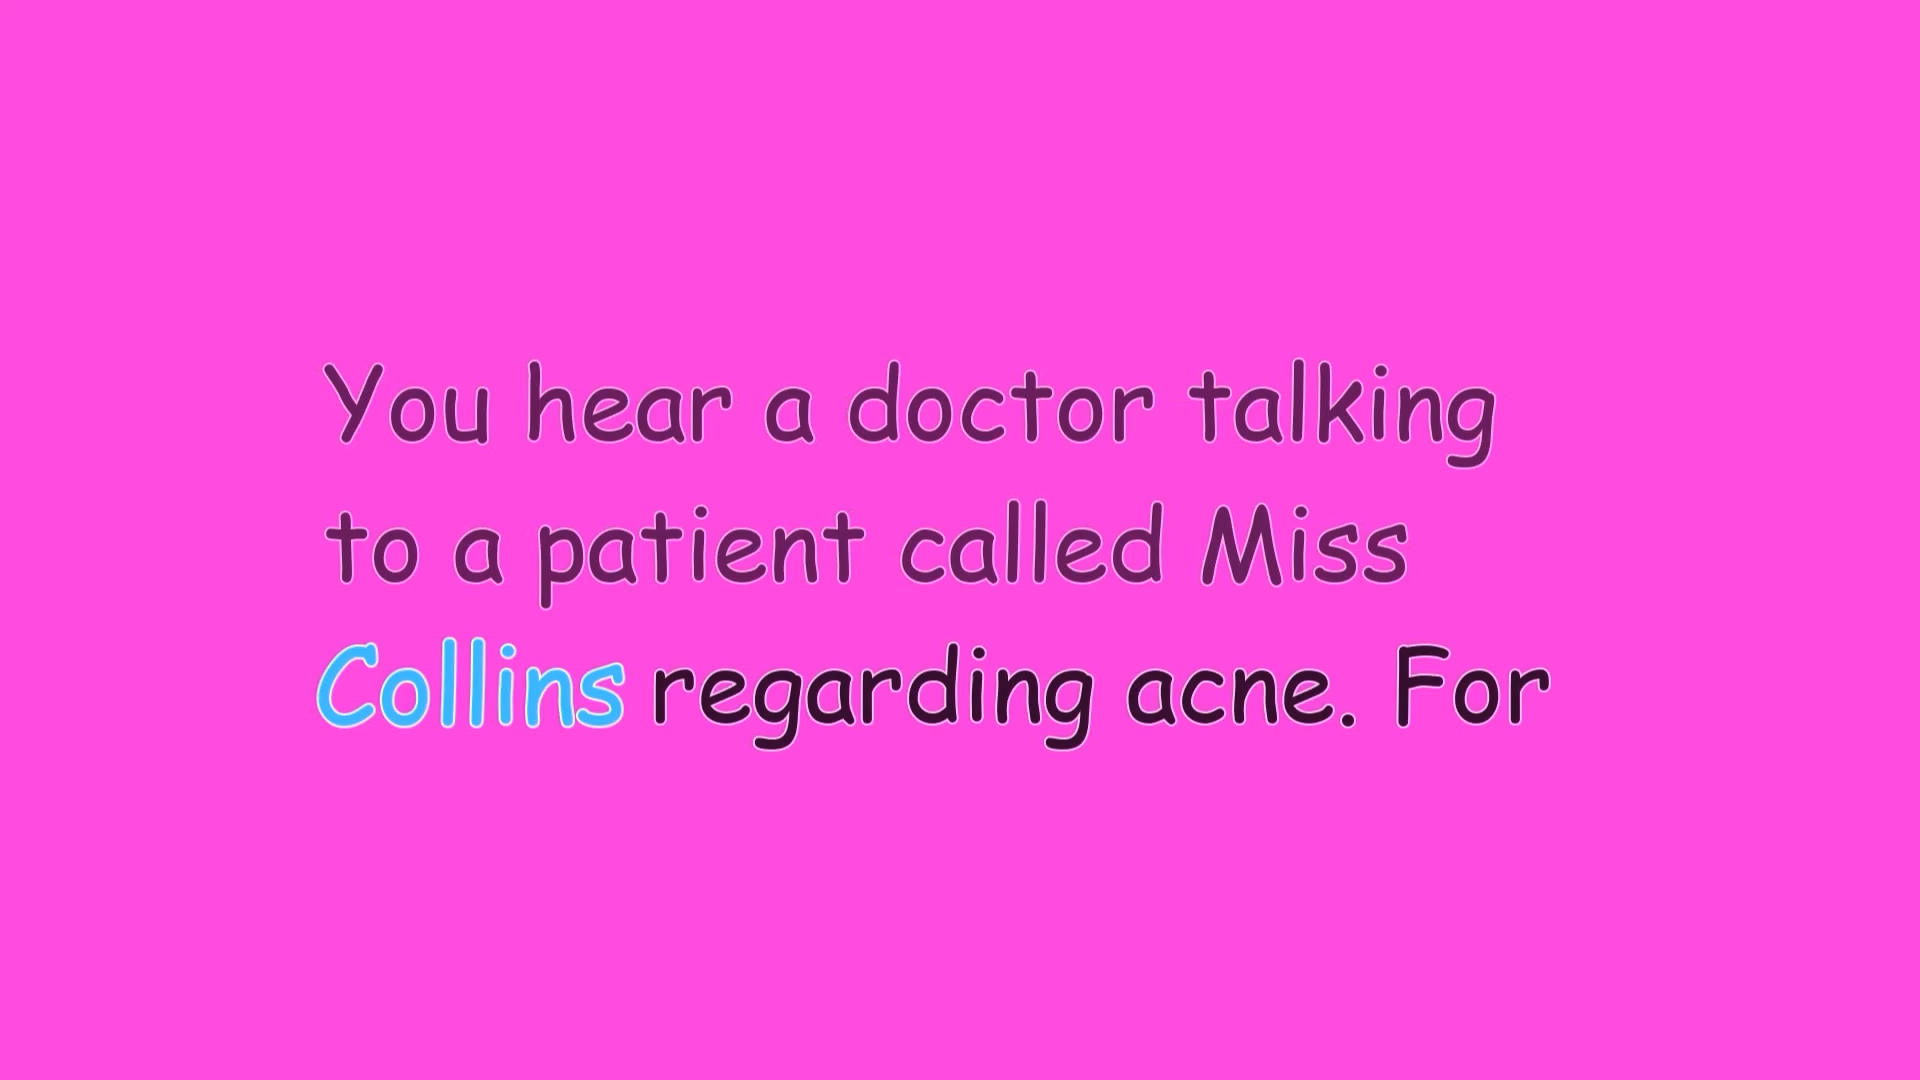 You hear a doctor talking
to a patient called Miss
Collins regarding acne. For